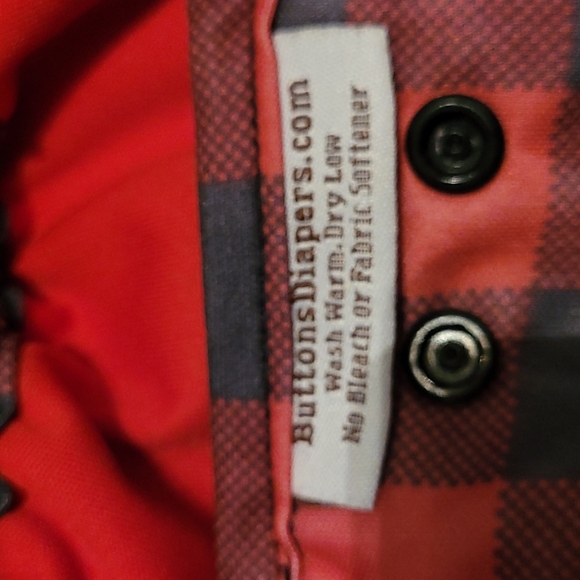 ButtonsDiapers.com
Wash Warm. Dry Low
No Bleach or Fabric Softener